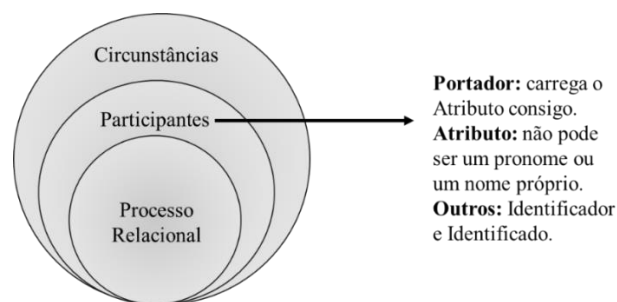 Circunstâncias
Participantes
Processo
Relacional
Portador: carrega o
Atributo consigo.
Atributo: não pode
ser um pronome ou
um nome próprio.
Outros: Identificador
e Identificado.